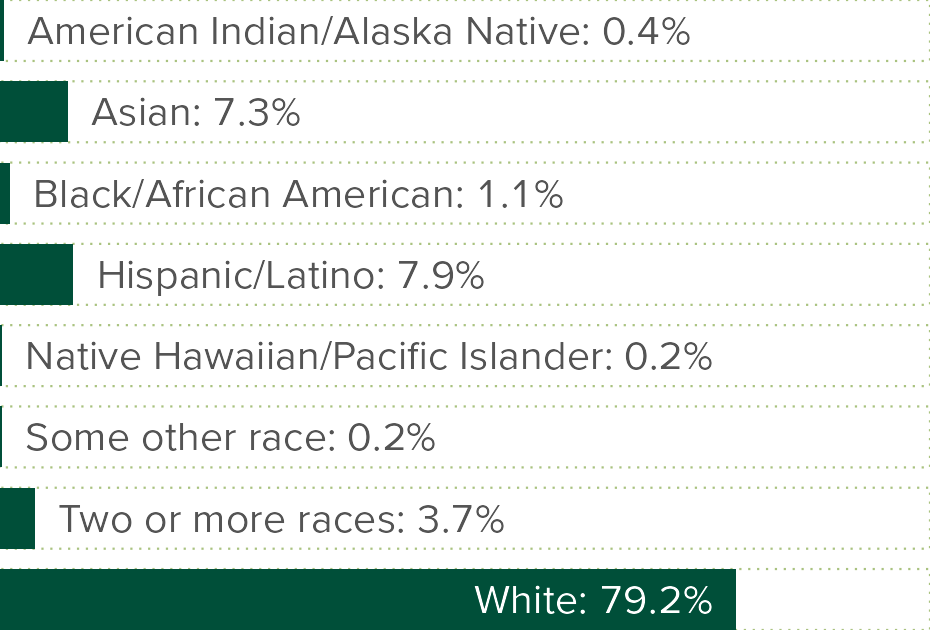 American Indian/Alaska Native: 0.4%
Asian: 7.3%
Black/African American: 1.1%
Hispanic/Latino: 7.9%
Native Hawaiian/Pacific Islander: 0.2%
Some other race: 0.2%
Two or more races: 3.7%
White: 79.2%